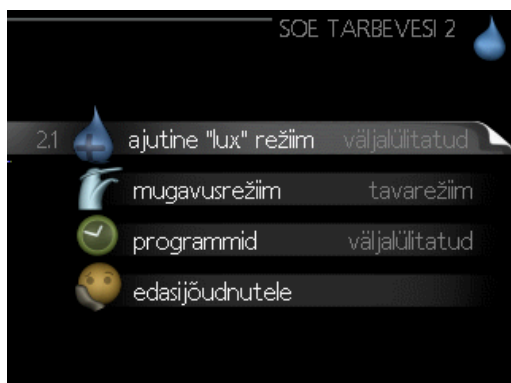 SOE TARBEVESI 2
2.1 ajutine "lux" režiim väljalülitatud
mugavusrežiim tavarežiim
programmid väljalülitatud
edasijõudnutele